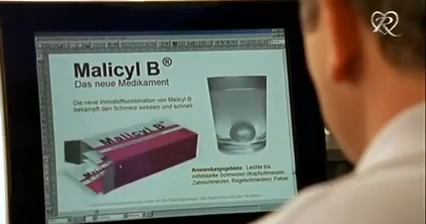 Malicyl B®
Das neue Medikament
Die neue Wirkstoffkombination von Malicyl B
bekämpft den Schmerz wirksam und schnell.
Malicyl B®
Anwendungsgebiete: Leichte bis
mittelstarke Schmerzen (Kopfschmerzen,
Zahnschmerzen, Regelschmerzen), Fieber